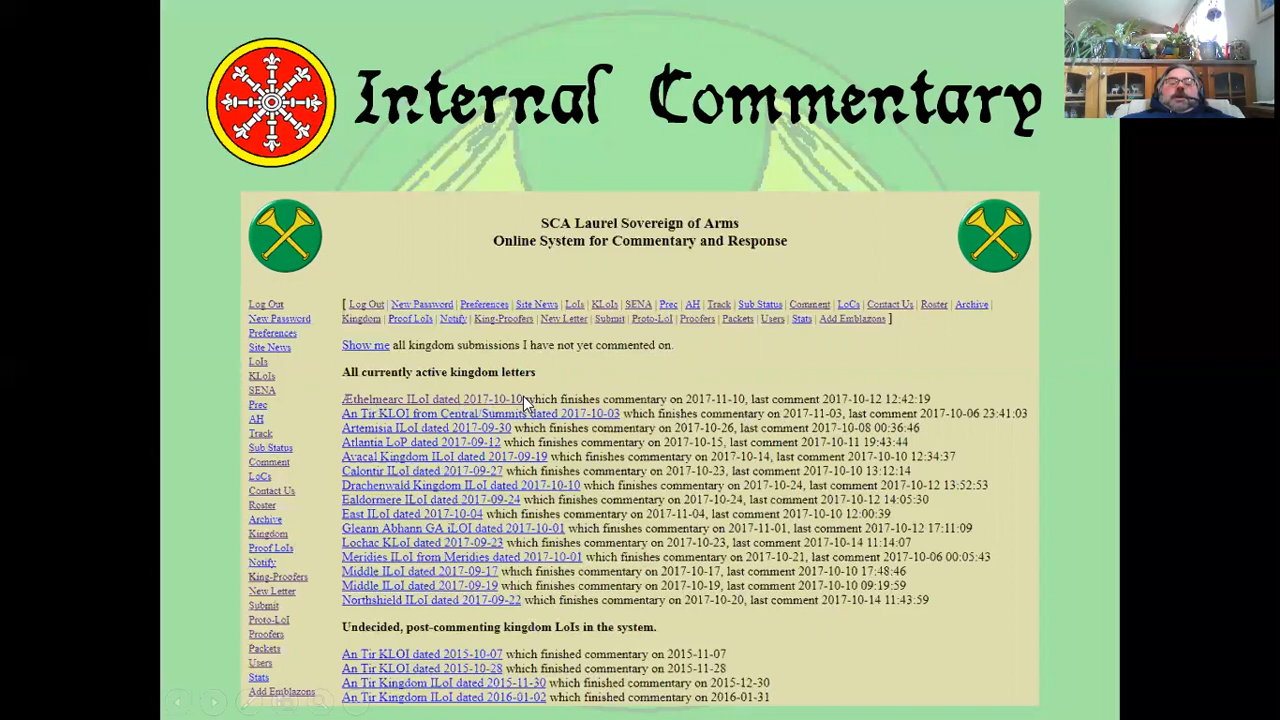 Internal Commentary
SCA Laurel Sovereign of Arms
Online System for Commentary and Response
Log Out
New Password
Preferences
Site News
LoIs
KLoIs
SENA
Prec
AH
Track
Sub Status
Comment
LoCs
Contact Us
Roster
Archive
Kingdom
Proof LoIs
Notify
King-Proofers
New Letter
Submit
Proto-LoI
Proofers
Packets
Users
Stats
Add Emblazons
[ Log Out | New Password | Preferences | Site News | LoIs | KLoIs | SENA | Prec | AH | Track | Sub Status | Comment | LoCs | Contact Us | Roster | Archive |
Kingdom | Proof LoIs | Notify | King-Proofers | New Letter | Submit | Proto-LoI | Proofers | Packets | Users | Stats | Add Emblazons ]
Show me all kingdom submissions I have not yet commented on.
All currently active kingdom letters
Æthelmearc ILoI dated 2017-10-10 which finishes commentary on 2017-11-10, last comment 2017-10-12 12:42:19
An Tir KLOI from Central/Summits dated 2017-10-03 which finishes commentary on 2017-11-03, last comment 2017-10-06 23:41:03
Artemisia ILoI dated 2017-09-30 which finishes commentary on 2017-10-26, last comment 2017-10-08 00:36:46
Atlantia LoP dated 2017-09-12 which finishes commentary on 2017-10-15, last comment 2017-10-11 19:43:44
Avacal Kingdom ILOI dated 2017-09-19 which finishes commentary on 2017-10-14, last comment 2017-10-10 12:34:37
Calontir ILoI dated 2017-09-27 which finishes commentary on 2017-10-23, last comment 2017-10-10 13:12:14
Drachenwald Kingdom ILOI dated 2017-10-10 which finishes commentary on 2017-10-24, last comment 2017-10-12 13:52:53
Ealdormere ILoI dated 2017-09-24 which finishes commentary on 2017-10-24, last comment 2017-10-12 14:05:30
East ILoI dated 2017-10-04 which finishes commentary on 2017-11-04, last comment 2017-10-10 12:00:39
Gleann Abhann GA iLOI dated 2017-10-01 which finishes commentary on 2017-11-01, last comment 2017-10-12 17:11:09
Lochac KLoI dated 2017-09-23 which finishes commentary on 2017-10-23, last comment 2017-10-14 11:14:07
Meridies ILoI from Meridies dated 2017-10-01 which finishes commentary on 2017-10-21, last comment 2017-10-06 00:05:43
Middle ILoI dated 2017-09-17 which finishes commentary on 2017-10-17, last comment 2017-10-10 17:48:46
Middle ILoI dated 2017-09-19 which finishes commentary on 2017-10-19, last comment 2017-10-10 09:19:59
Northshield ILoI dated 2017-09-22 which finishes commentary on 2017-10-20, last comment 2017-10-14 11:43:59
Undecided, post-commenting kingdom LoIs in the system.
An Tir KLOI dated 2015-10-07 which finished commentary on 2015-11-07
An Tir KLOI dated 2015-10-28 which finished commentary on 2015-11-28
An Tir Kingdom ILoI dated 2015-11-30 which finished commentary on 2015-12-30
An Tir Kingdom ILoI dated 2016-01-02 which finished commentary on 2016-01-31